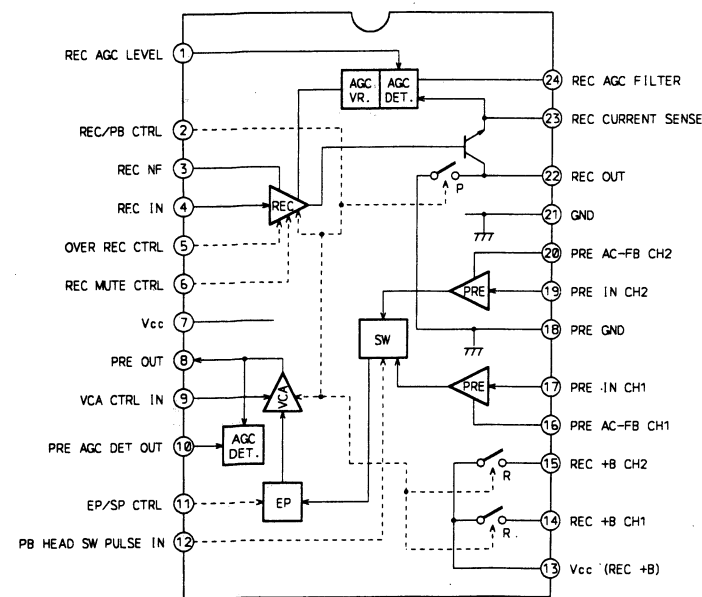 REC AGC LEVEL
1
AGC VR.
AGC DET.
24
REC AGC FILTER
REC/PB CTRL
2
23
REC CURRENT SENSE
REC NF
3
P
22
REC OUT
REC IN
4
REC
21
GND
OVER REC CTRL
5
20
PRE AC-FB CH2
REC MUTE CTRL
6
PRE
19
PRE IN CH2
Vcc
7
SW
18
PRE GND
PRE OUT
8
PRE
17
PRE IN CH1
VCA CTRL IN
9
VCA
16
PRE AC-FB CH1
PRE AGC DET OUT
10
AGC DET.
R
15
REC +B CH2
EP/SP CTRL
11
EP
R
14
REC +B CH1
PB HEAD SW PULSE IN
12
13
Vcc (REC +B)